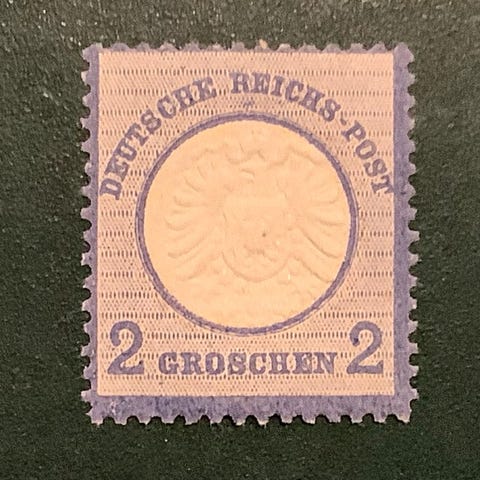 DEUTSCHE REICHS-POST
2 GROSCHEN 2